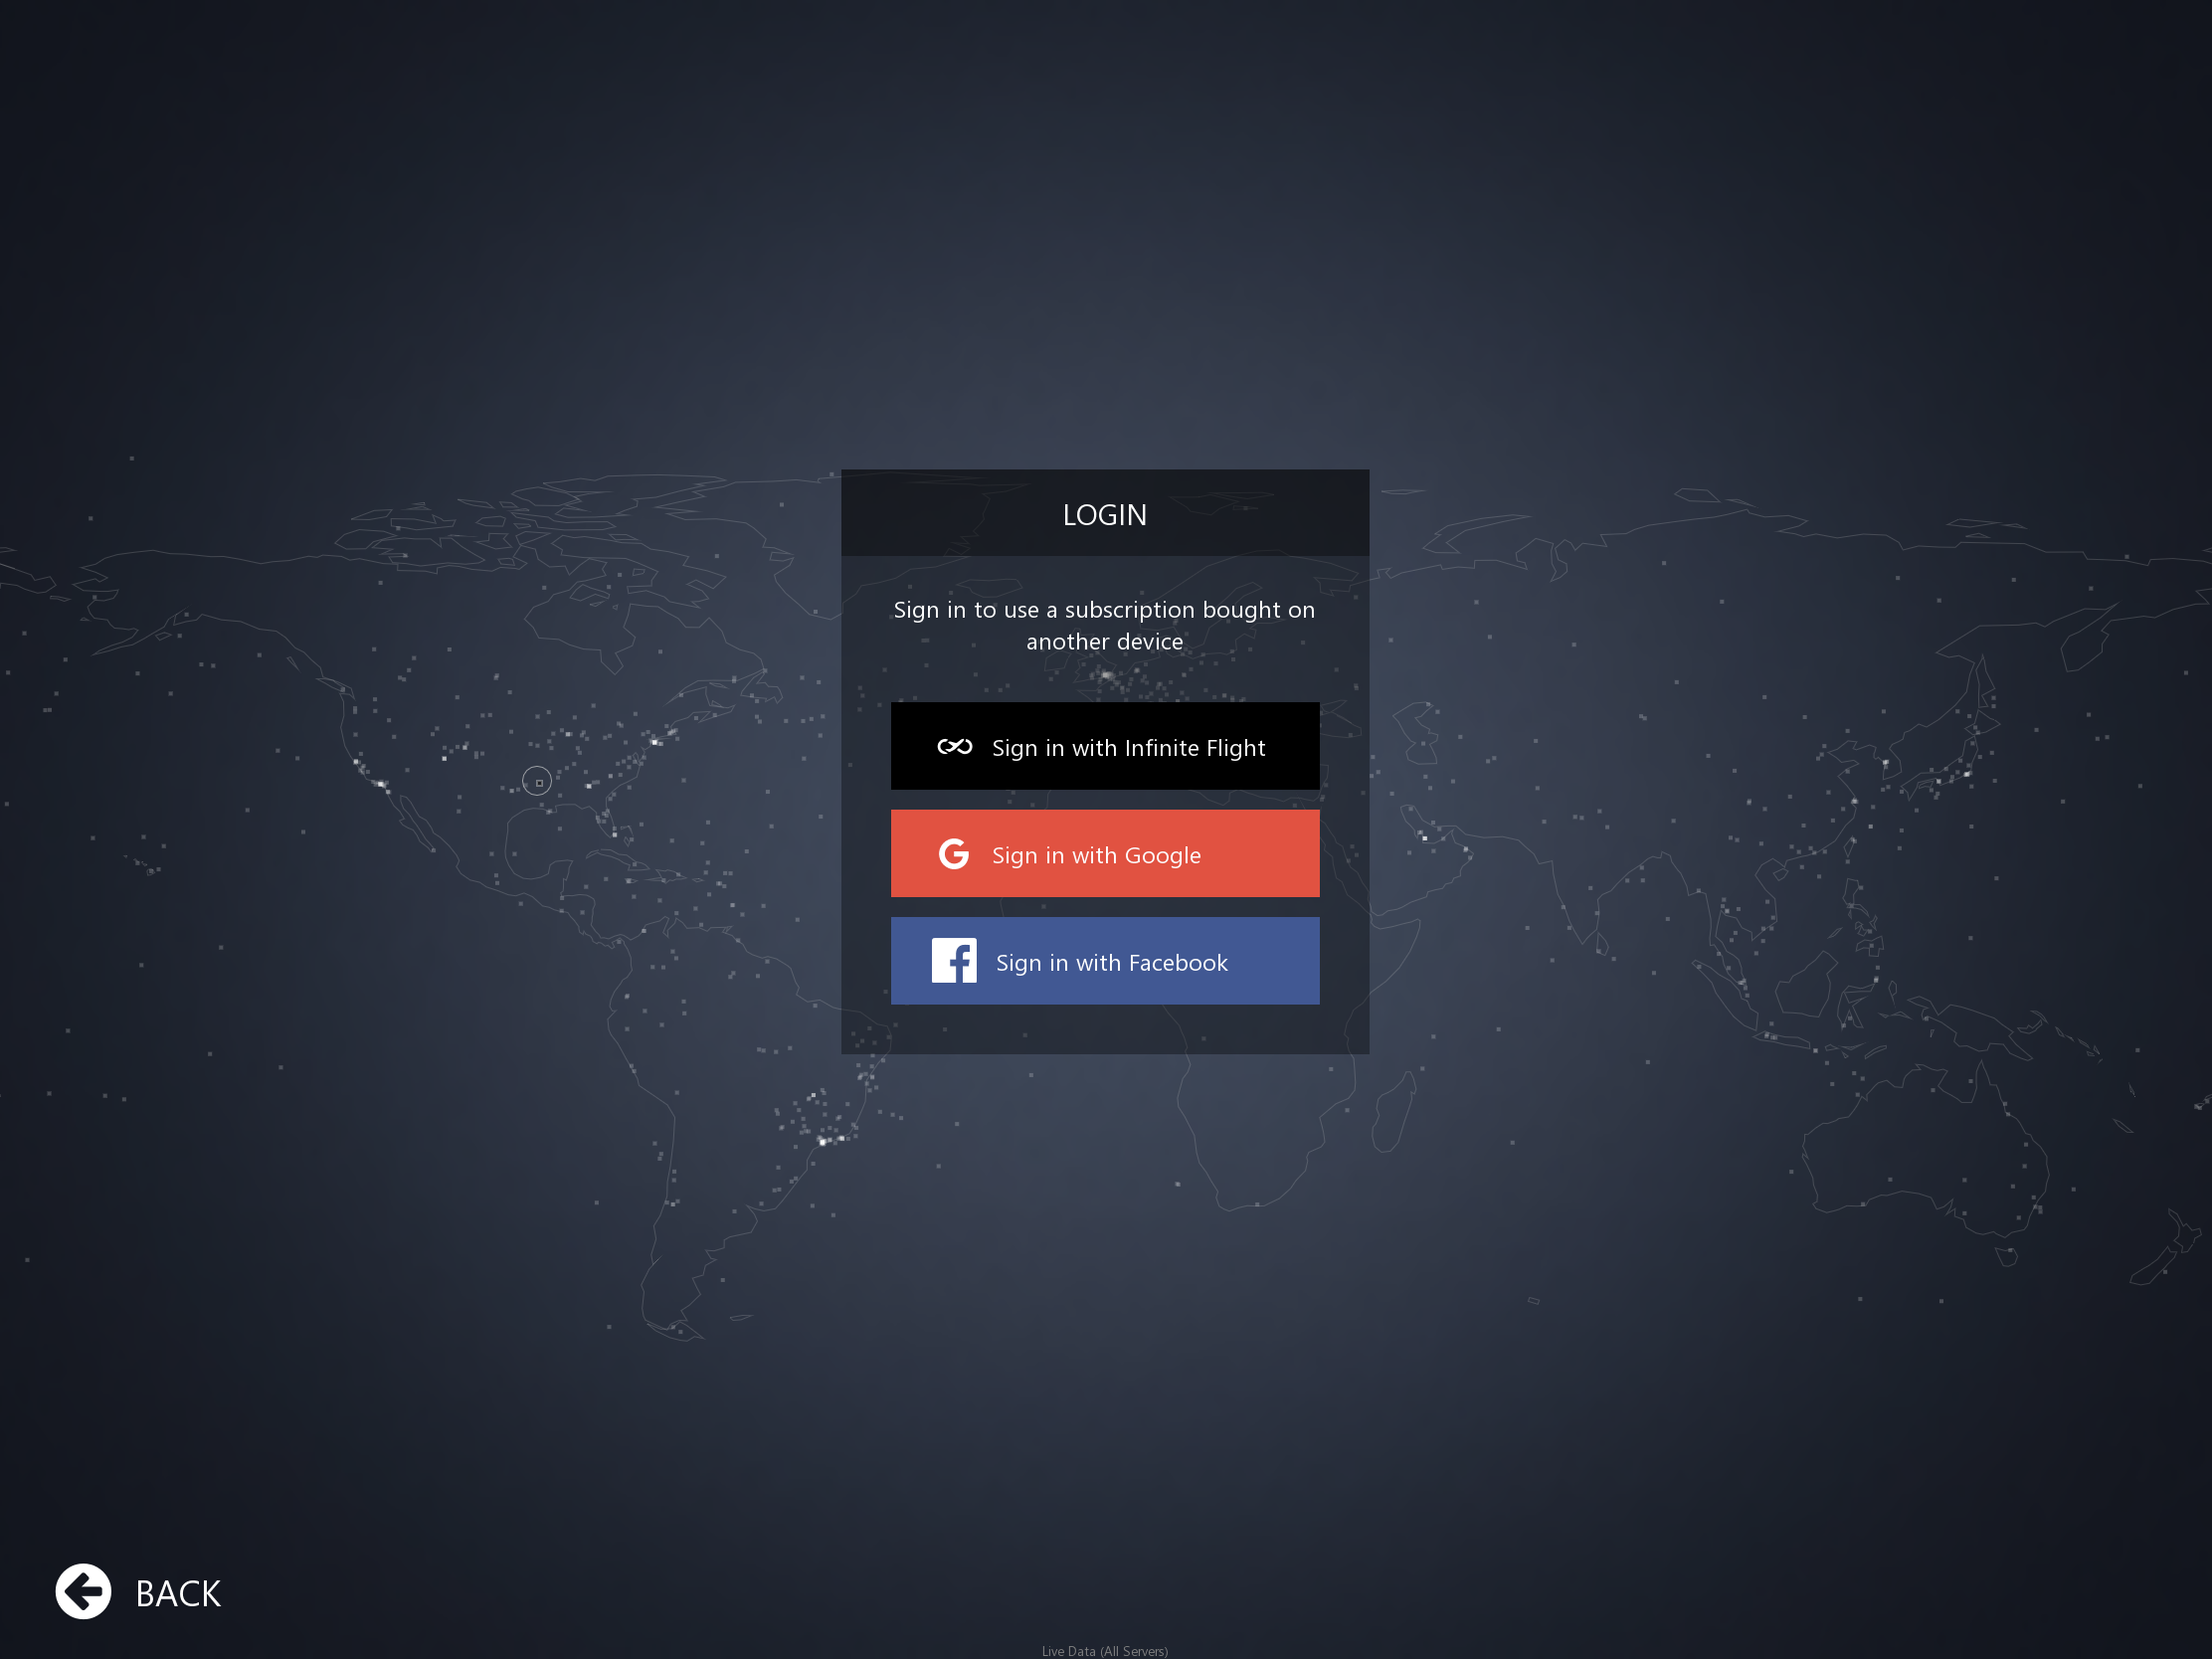 LOGIN
Sign in to use a subscription bought on
another device
Sign in with Infinite Flight
Sign in with Google
Sign in with Facebook
BACK
Live Data (All Servers)